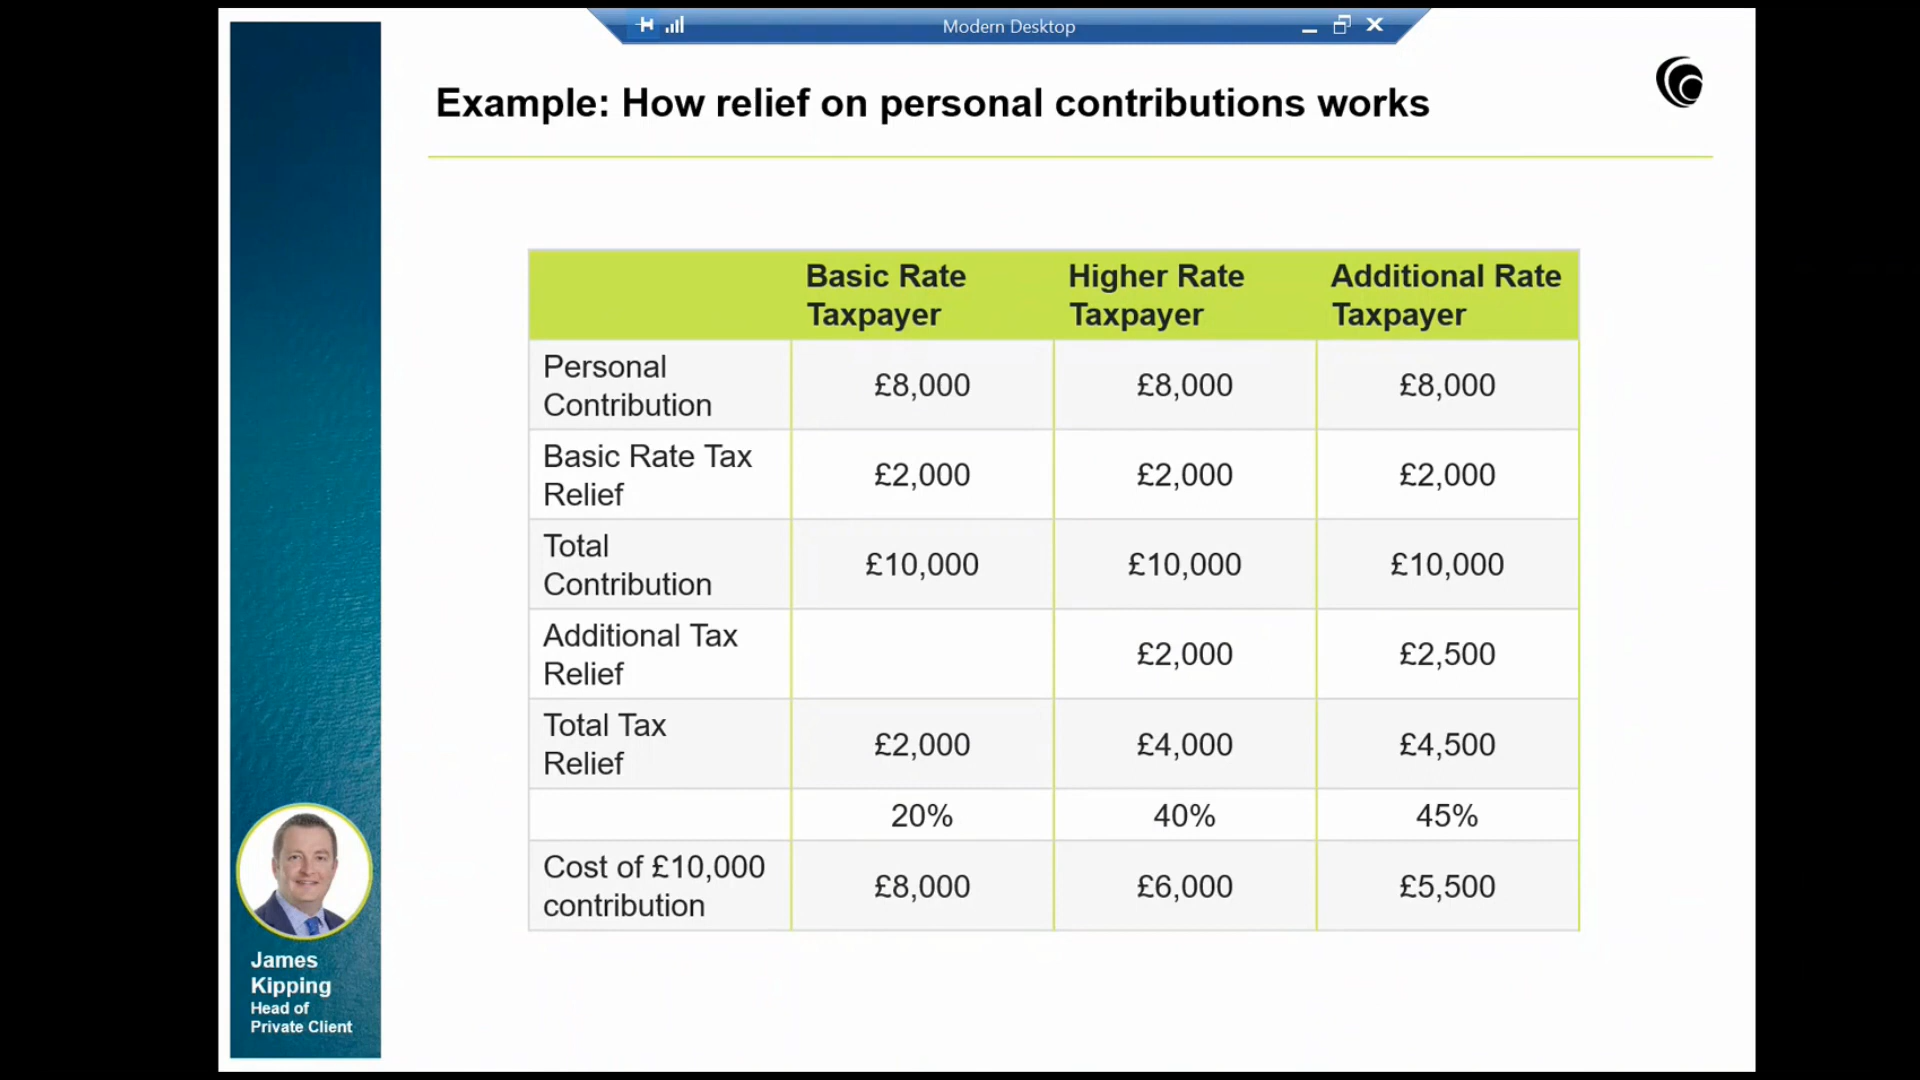 Modern Desktop
Example: How relief on personal contributions works
Basic Rate Taxpayer
Higher Rate Taxpayer
Additional Rate Taxpayer
Personal Contribution
£8,000
£8,000
£8,000
Basic Rate Tax Relief
£2,000
£2,000
£2,000
Total Contribution
£10,000
£10,000
£10,000
Additional Tax Relief
£2,000
£2,500
Total Tax Relief
£2,000
£4,000
£4,500
20%
40%
45%
Cost of £10,000 contribution
£8,000
£6,000
£5,500
James
Kipping
Head of
Private Client